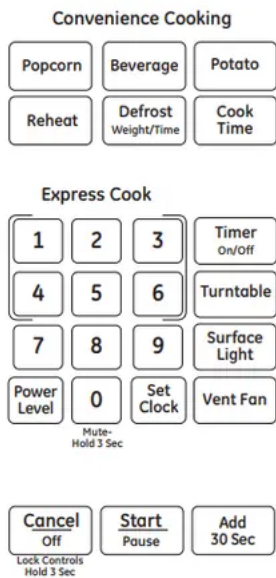 Convenience Cooking
Popcorn
Beverage
Potato
Reheat
Defrost
Weight/Time
Cook
Time
Express Cook
1
2
3
Timer
On/Off
4
5
6
Turntable
7
8
9
Surface
Light
Power
Level
0
Set
Clock
Vent Fan
Mute-
Hold 3 Sec
Cancel
Off
Start
Pause
Add
30 Sec
Lock Controls
Hold 3 Sec